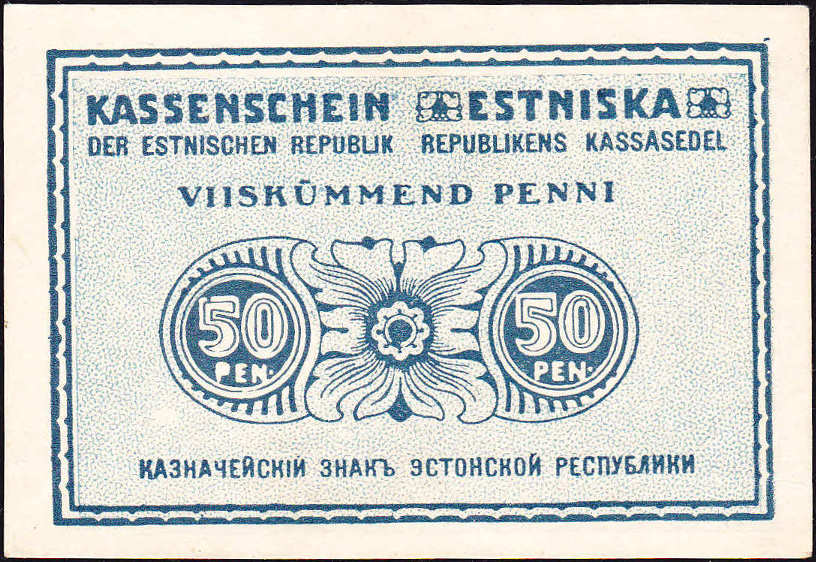 KASSENSCHEIN ESTNISKA
DER ESTNISCHEN REPUBLIK REPUBLIKENS KASSASEDEL
VIISKÜMMEND PENNI
50 50
PEN. PEN.
КАЗНАЧЕЙСКІЙ ЗНАКЪ ЭСТОНСКОЙ РЕСПУБЛИКИ